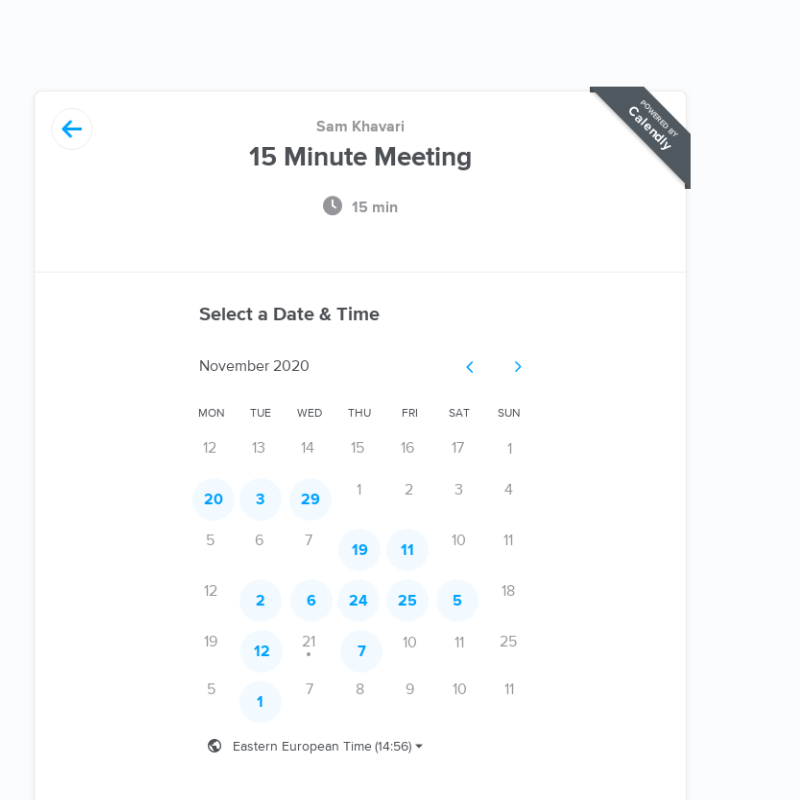 POWERED BY
Calendly
Sam Khavari
15 Minute Meeting
15 min
Select a Date & Time
November 2020
MON TUE WED THU FRI SAT SUN
12 13 14 15 16 17 1
20 3 29 1 2 3 4
5 6 7 19 11 10 11
12 2 6 24 25 5 18
19 12 21 7 10 11 25
5 1 7 8 9 10 11
Eastern European Time (14:56)